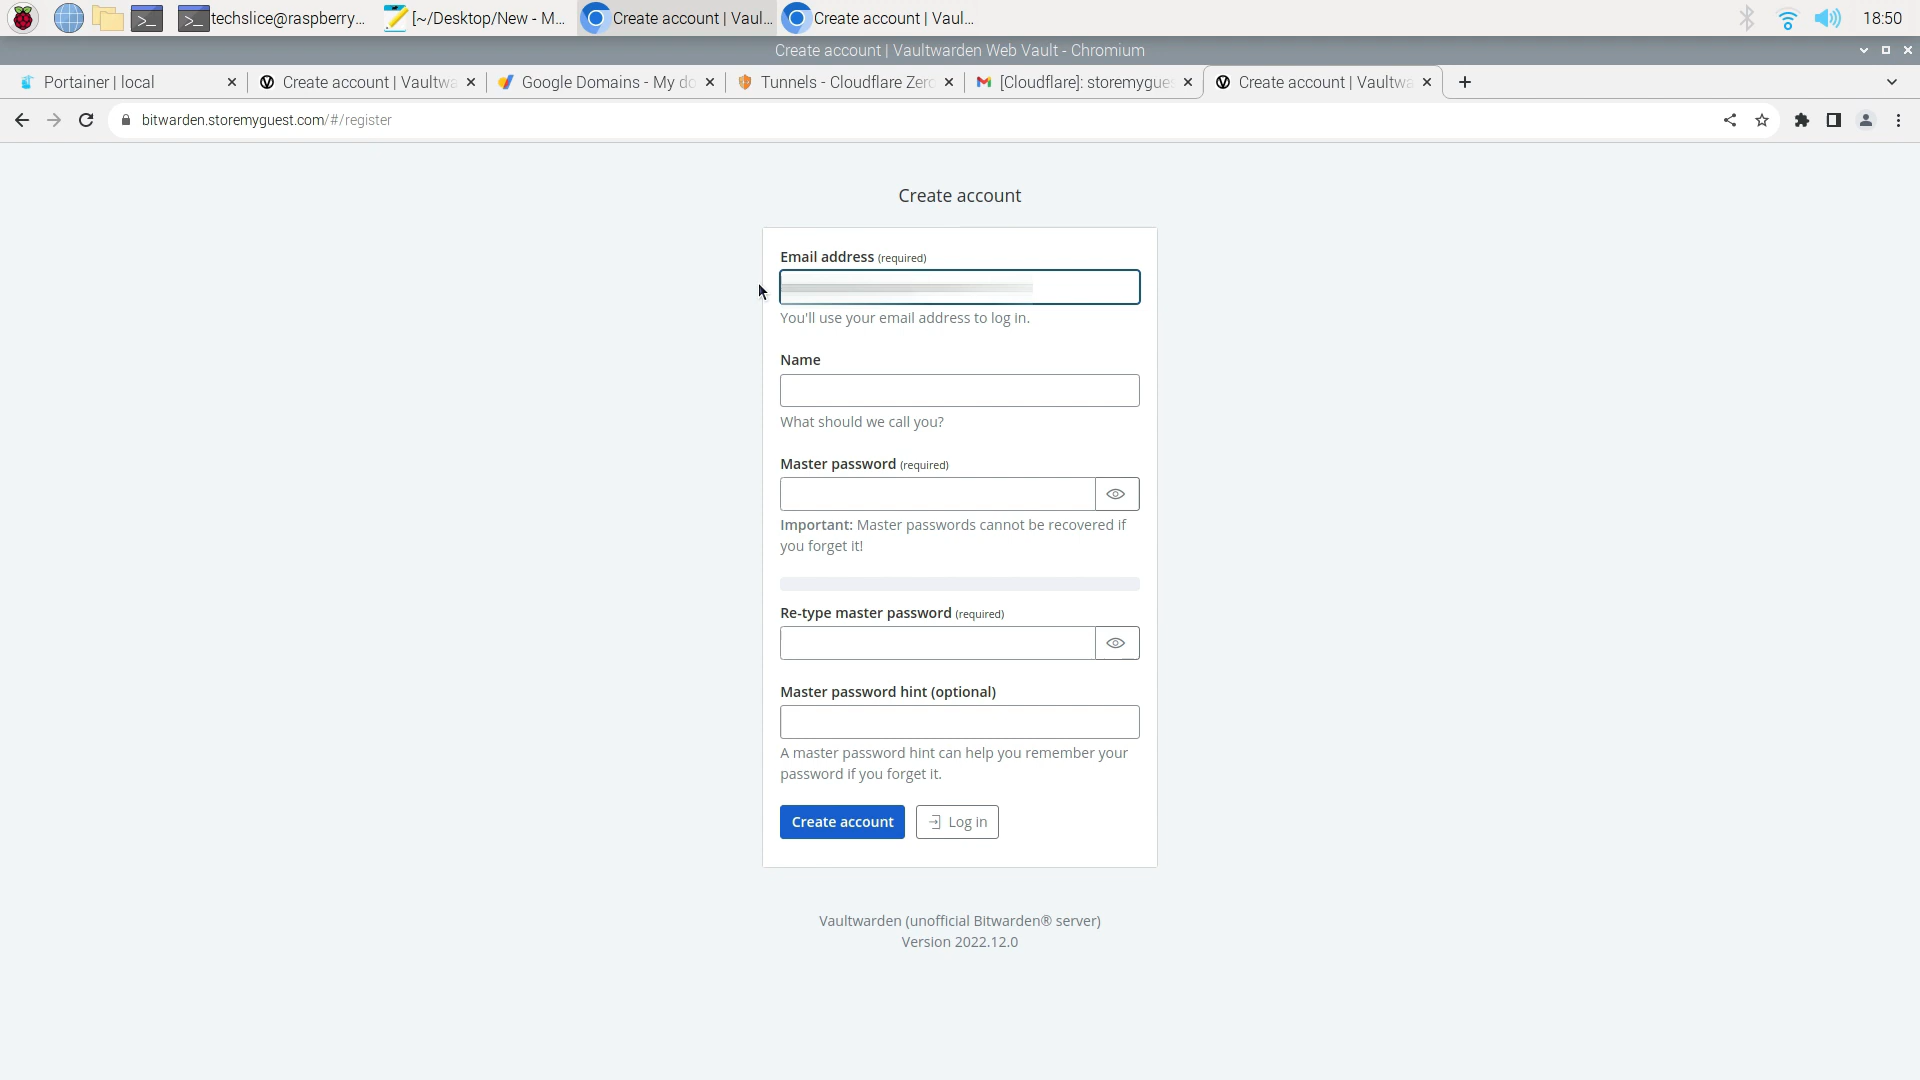 techslice@raspberry...
[~/Desktop/New - M...
Create account | Vaul...
Create account | Vaul...
18:50
Create account | Vaultwarden Web Vault - Chromium
Portainer | local
Create account | Vaultwa
Google Domains - My do
Tunnels - Cloudflare Zero
[Cloudflare]: storemygues
Create account | Vaultwa
bitwarden.storemyguest.com/#/register
Create account
Email address (required)
You'll use your email address to log in.
Name
What should we call you?
Master password (required)
Important: Master passwords cannot be recovered if
you forget it!
Re-type master password (required)
Master password hint (optional)
A master password hint can help you remember your
password if you forget it.
Create account
Log in
Vaultwarden (unofficial Bitwarden® server)
Version 2022.12.0